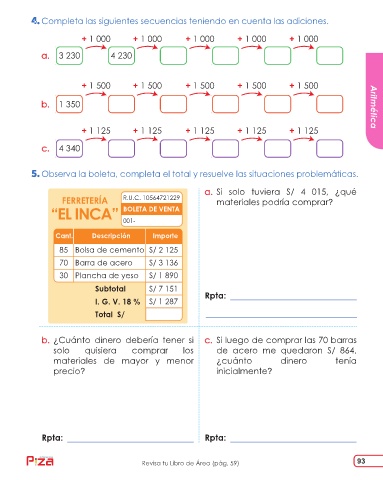 4. Completa las siguientes secuencias teniendo en cuenta las adiciones.
+ 1 000 + 1 000 + 1 000 + 1 000 + 1 000
a. 3 230 4 230
+ 1 500 + 1 500 + 1 500 + 1 500 + 1 500
b. 1 350
+ 1 125 + 1 125 + 1 125 + 1 125 + 1 125
c. 4 340
Aritmética
5. Observa la boleta, completa el total y resuelve las situaciones problemáticas.
FERRETERÍA
“EL INCA”
R.U.C. 10564721229
BOLETA DE VENTA
001-
Cant. Descripción Importe
85 Bolsa de cemento S/ 2 125
70 Barra de acero S/ 3 136
30 Plancha de yeso S/ 1 890
Subtotal S/ 7 151
I. G. V. 18 % S/ 1 287
Total S/
a. Si solo tuviera S/ 4 015, ¿qué
materiales podría comprar?
Rpta:
b. ¿Cuánto dinero debería tener si
solo quisiera comprar los
materiales de mayor y menor
precio?
Rpta:
c. Si luego de comprar las 70 barras
de acero me quedaron S/ 864,
¿cuánto dinero tenía
inicialmente?
Rpta:
Piza
Revisa tu Libro de Área (pág. 59)
93